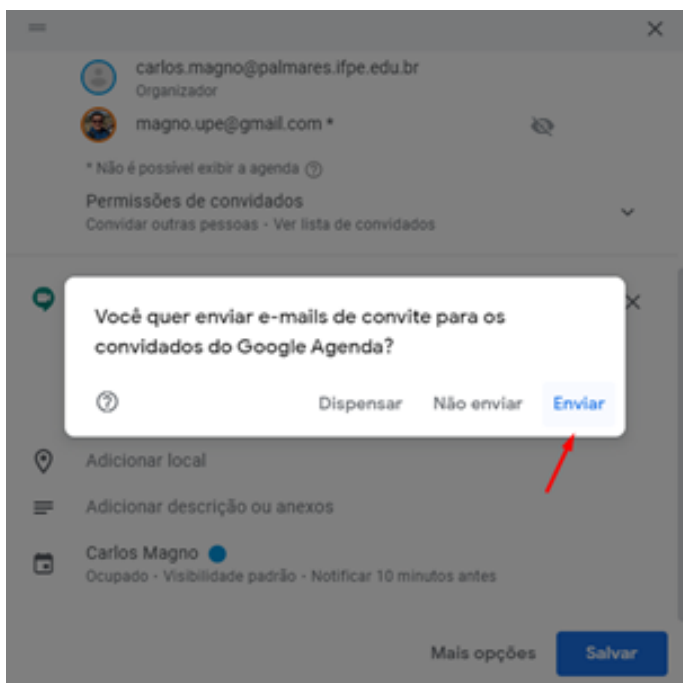 carlos.magno@palmares.ifpe.edu.br
Organizador
magno.upe@gmail.com *
* Não é possível exibir a agenda
Permissões de convidados
Convidar outras pessoas - Ver lista de convidados
Você quer enviar e-mails de convite para os
convidados do Google Agenda?
Dispensar Não enviar Enviar
Adicionar local
Adicionar descrição ou anexos
Carlos Magno
Ocupado - Visibilidade padrão - Notificar 10 minutos antes
Mais opções Salvar